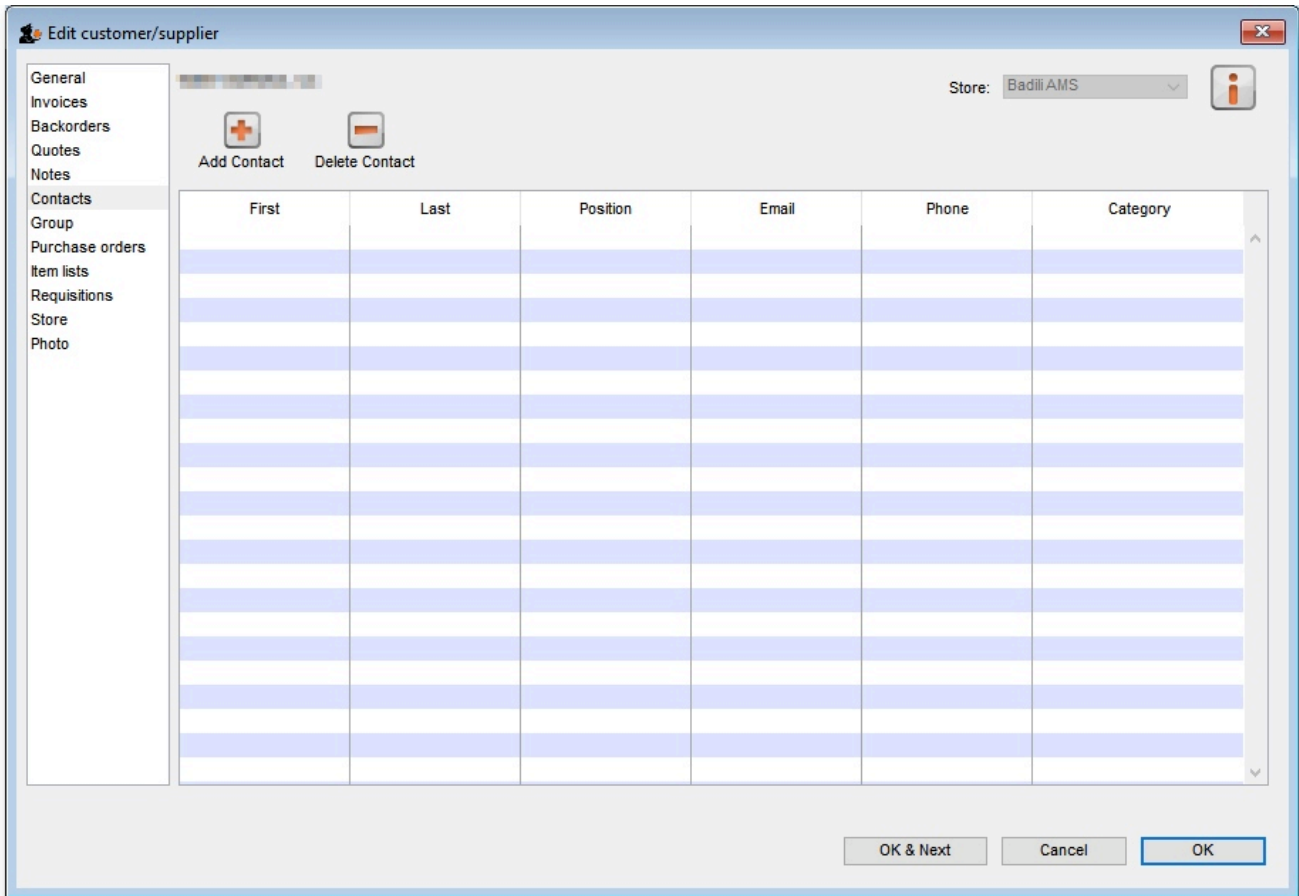 Edit customer/supplier
General
Invoices
Backorders
Quotes
Notes
Contacts
Group
Purchase orders
Item lists
Requisitions
Store
Photo
Store: Badili AMS
Add Contact Delete Contact
First Last Position Email Phone Category
OK & Next Cancel OK